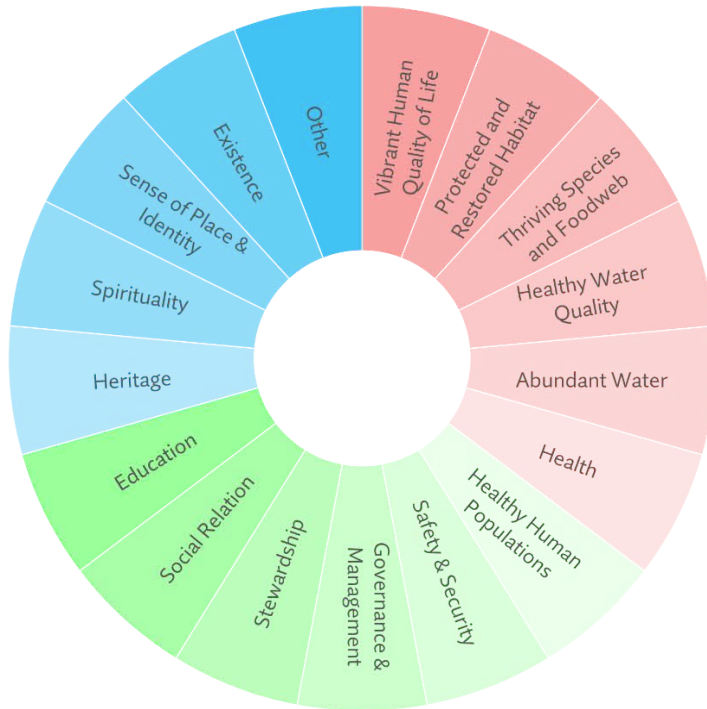 Vibrant Human
Quality of Life
Protected and
Restored Habitat
Thriving Species
and Foodweb
Healthy Water
Quality
Abundant Water
Health
Healthy Human
Populations
Safety & Security
Governance &
Management
Stewardship
Social Relation
Education
Heritage
Spirituality
Sense of Place &
Identity
Existence
Other